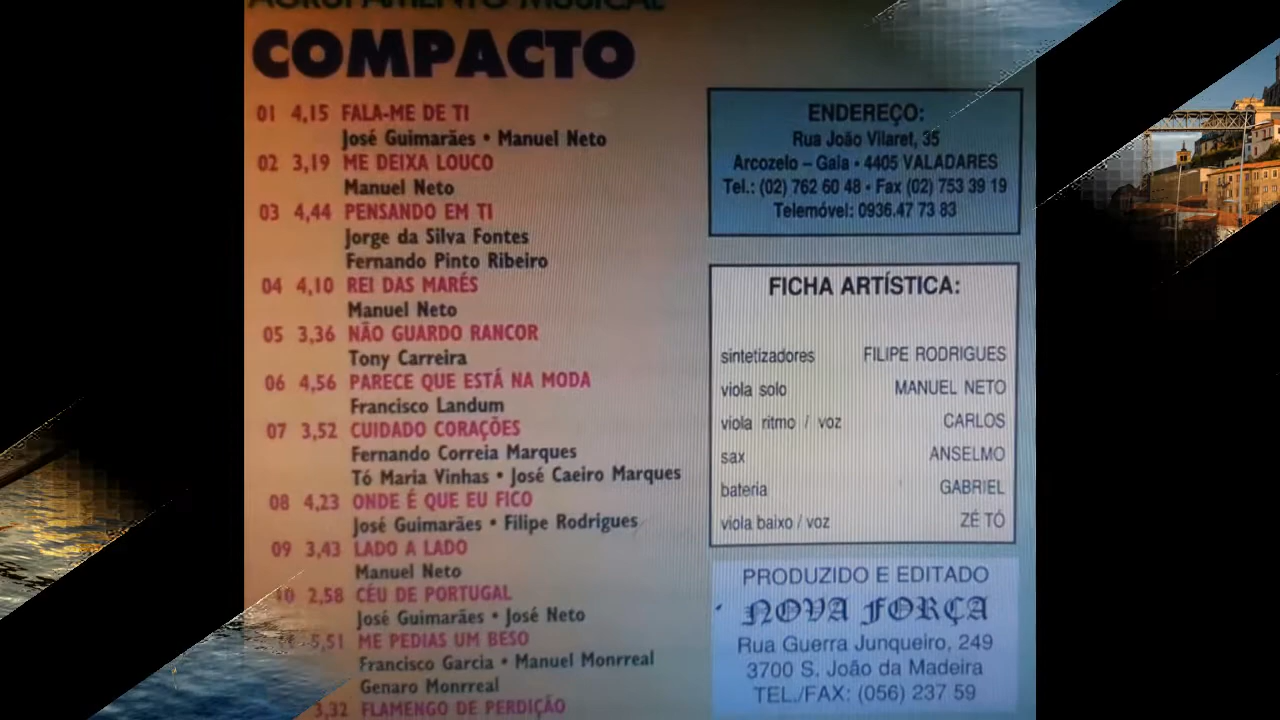 AGRUPAMENTO MUSICAL
COMPACTO
01 4,15 FALA-ME DE TI
José Guimarães • Manuel Neto
02 3,19 ME DEIXA LOUCO
Manuel Neto
03 4,44 PENSANDO EM TI
Jorge da Silva Fontes
Fernando Pinto Ribeiro
04 4,10 REI DAS MARÉS
Manuel Neto
05 3,36 NÃO GUARDO RANCOR
Tony Carreira
06 4,56 PARECE QUE ESTÁ NA MODA
Francisco Landum
07 3,52 CUIDADO CORAÇÕES
Fernando Correia Marques
Tó Maria Vinhas • José Caeiro Marques
08 4,23 ONDE É QUE EU FICO
José Guimarães • Filipe Rodrigues
09 3,43 LADO A LADO
Manuel Neto
10 2,58 CÉU DE PORTUGAL
José Guimarães • José Neto
5,51 ME PEDIAS UM BESO
Francisco Garcia • Manuel Monrreal
Genaro Monrreal
3,32 FLAMENGO DE PERDIÇÃO
ENDEREÇO:
Rua João Vilaret, 35
Arcozelo – Gaia • 4405 VALADARES
Tel.: (02) 762 60 48 • Fax (02) 753 39 19
Telemóvel: 0936.47 73 83
FICHA ARTÍSTICA:
sintetizadores FILIPE RODRIGUES
viola solo MANUEL NETO
viola ritmo / voz CARLOS
sax ANSELMO
bateria GABRIEL
viola baixo / voz ZÉ TÓ
PRODUZIDO E EDITADO
NOVA FORÇA
Rua Guerra Junqueiro, 249
3700 S. João da Madeira
TEL./FAX: (056) 237 59